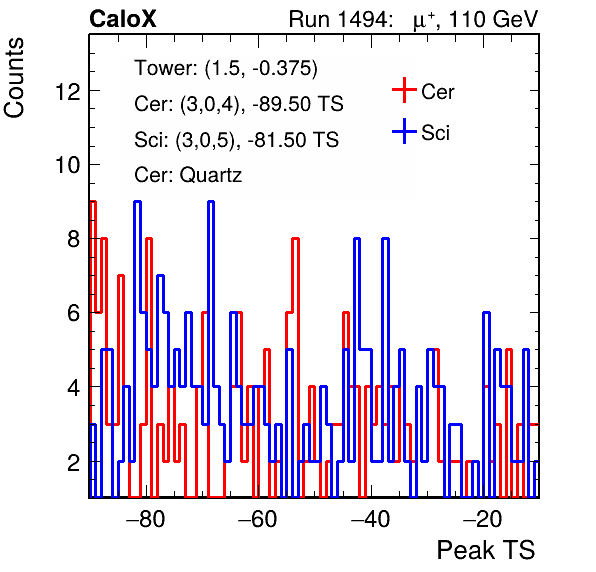 CaloX
Run 1494: μ⁺, 110 GeV
Counts
Tower: (1.5, -0.375)
Cer: (3,0,4), -89.50 TS
Sci: (3,0,5), -81.50 TS
Cer: Quartz
Cer
Sci
12
10
8
6
4
2
−80 −60 −40 −20
Peak TS